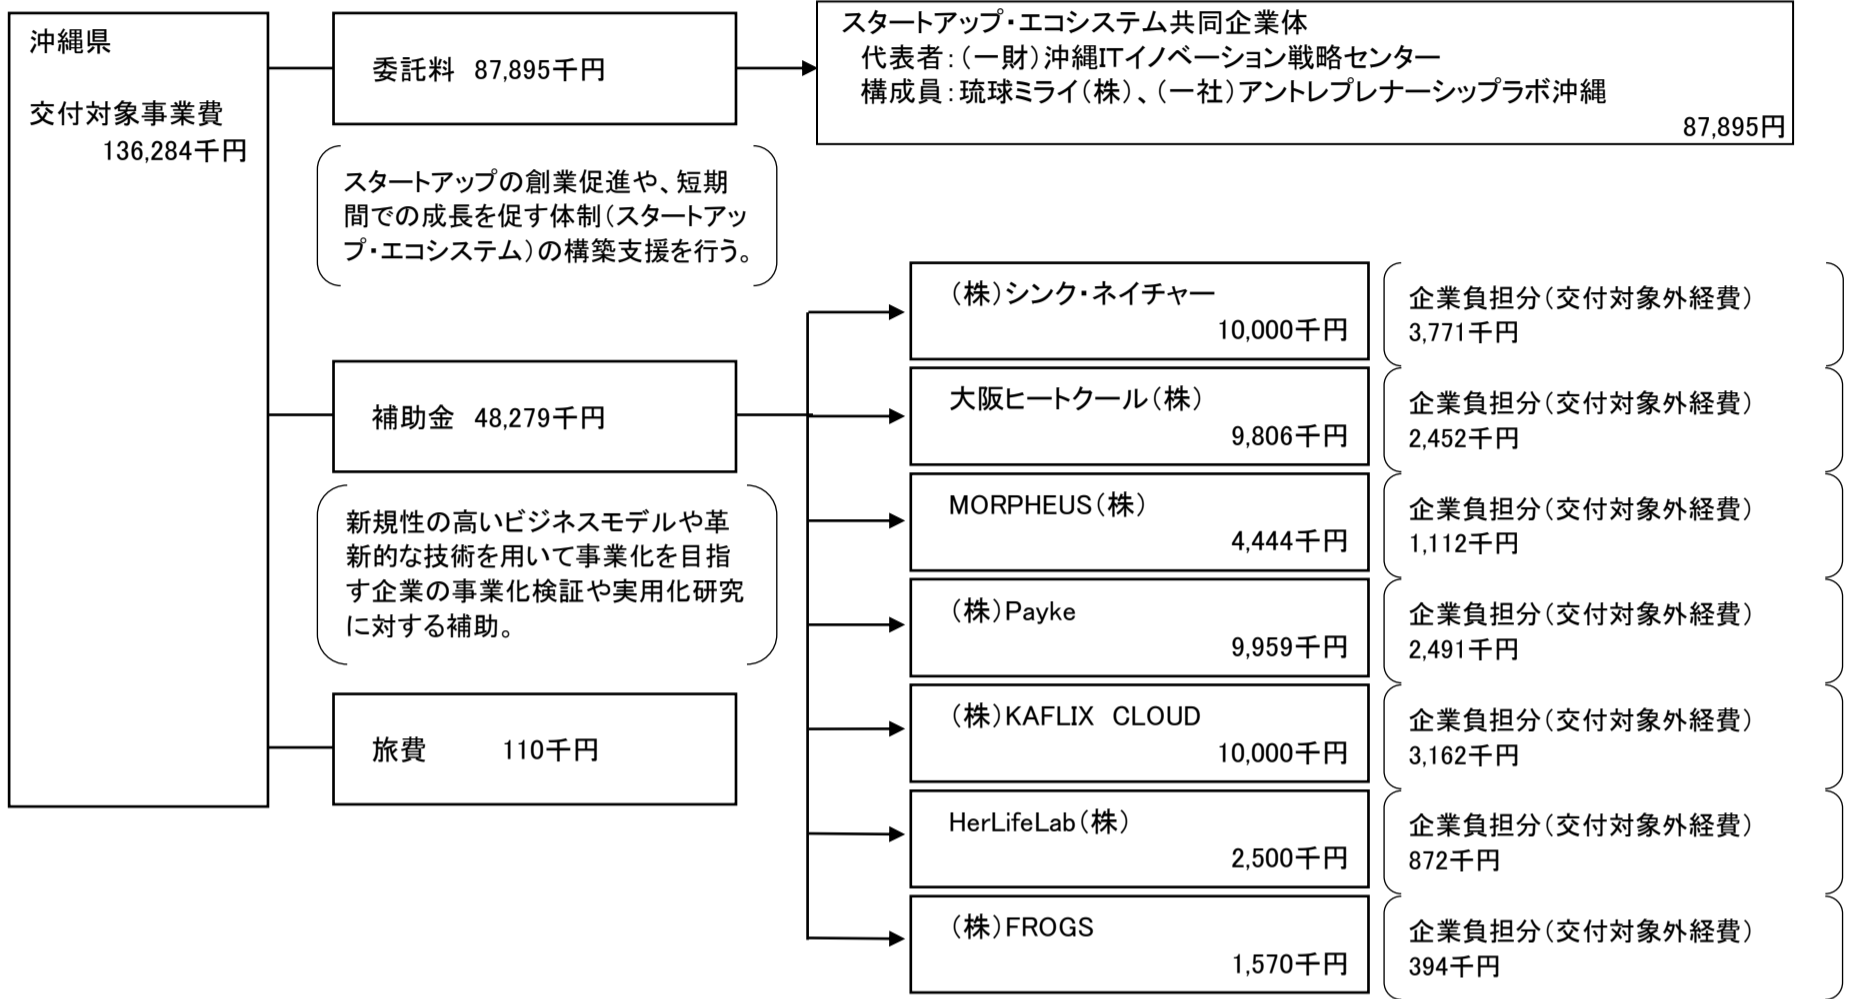 沖縄県
交付対象事業費
136,284千円
委託料 87,895千円
スタートアップ・エコシステム共同企業体
代表者：（一財）沖縄ITイノベーション戦略センター
構成員：琉球ミライ（株）、（一社）アントレプレナーシップラボ沖縄
87,895円
スタートアップの創業促進や、短期
間での成長を促す体制（スタートアッ
プ・エコシステム）の構築支援を行う。
補助金 48,279千円
新規性の高いビジネスモデルや革
新的な技術を用いて事業化を目指
す企業の事業化検証や実用化研究
に対する補助。
旅費 110千円
（株）シンク・ネイチャー
10,000千円
企業負担分（交付対象外経費）
3,771千円
大阪ヒートクール（株）
9,806千円
企業負担分（交付対象外経費）
2,452千円
MORPHEUS（株）
4,444千円
企業負担分（交付対象外経費）
1,112千円
（株）Payke
9,959千円
企業負担分（交付対象外経費）
2,491千円
（株）KAFLIX CLOUD
10,000千円
企業負担分（交付対象外経費）
3,162千円
HerLifeLab（株）
2,500千円
企業負担分（交付対象外経費）
872千円
（株）FROGS
1,570千円
企業負担分（交付対象外経費）
394千円